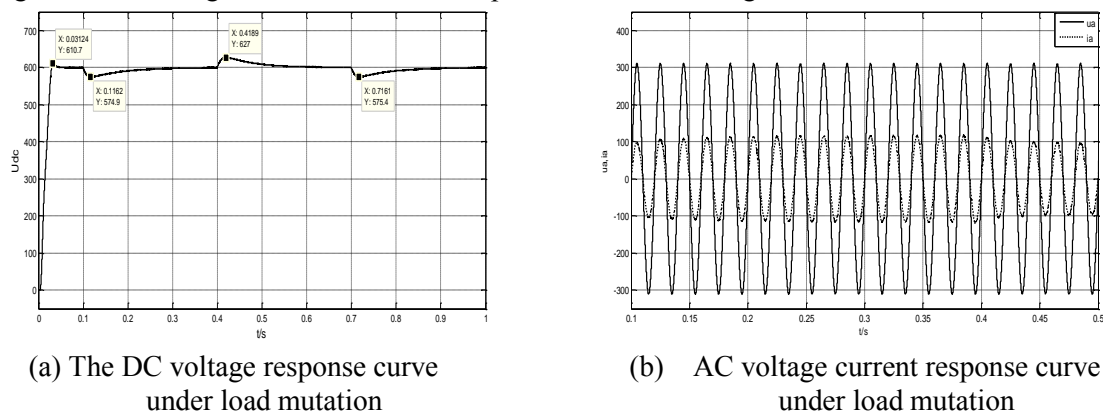 700
600
500
400
300
200
100
0
X: 0.03124
Y: 610.7
X: 0.1162
Y: 574.9
X: 0.4189
Y: 627
X: 0.7161
Y: 575.4
Udc
0 0.1 0.2 0.3 0.4 0.5 0.6 0.7 0.8 0.9 1
t/s
(a) The DC voltage response curve
under load mutation
400
300
200
100
0
-100
-200
-300
ua
ia
ua,ia
0.1 0.15 0.2 0.25 0.3 0.35 0.4 0.45 0.5
t/s
(b) AC voltage current response curve
under load mutation